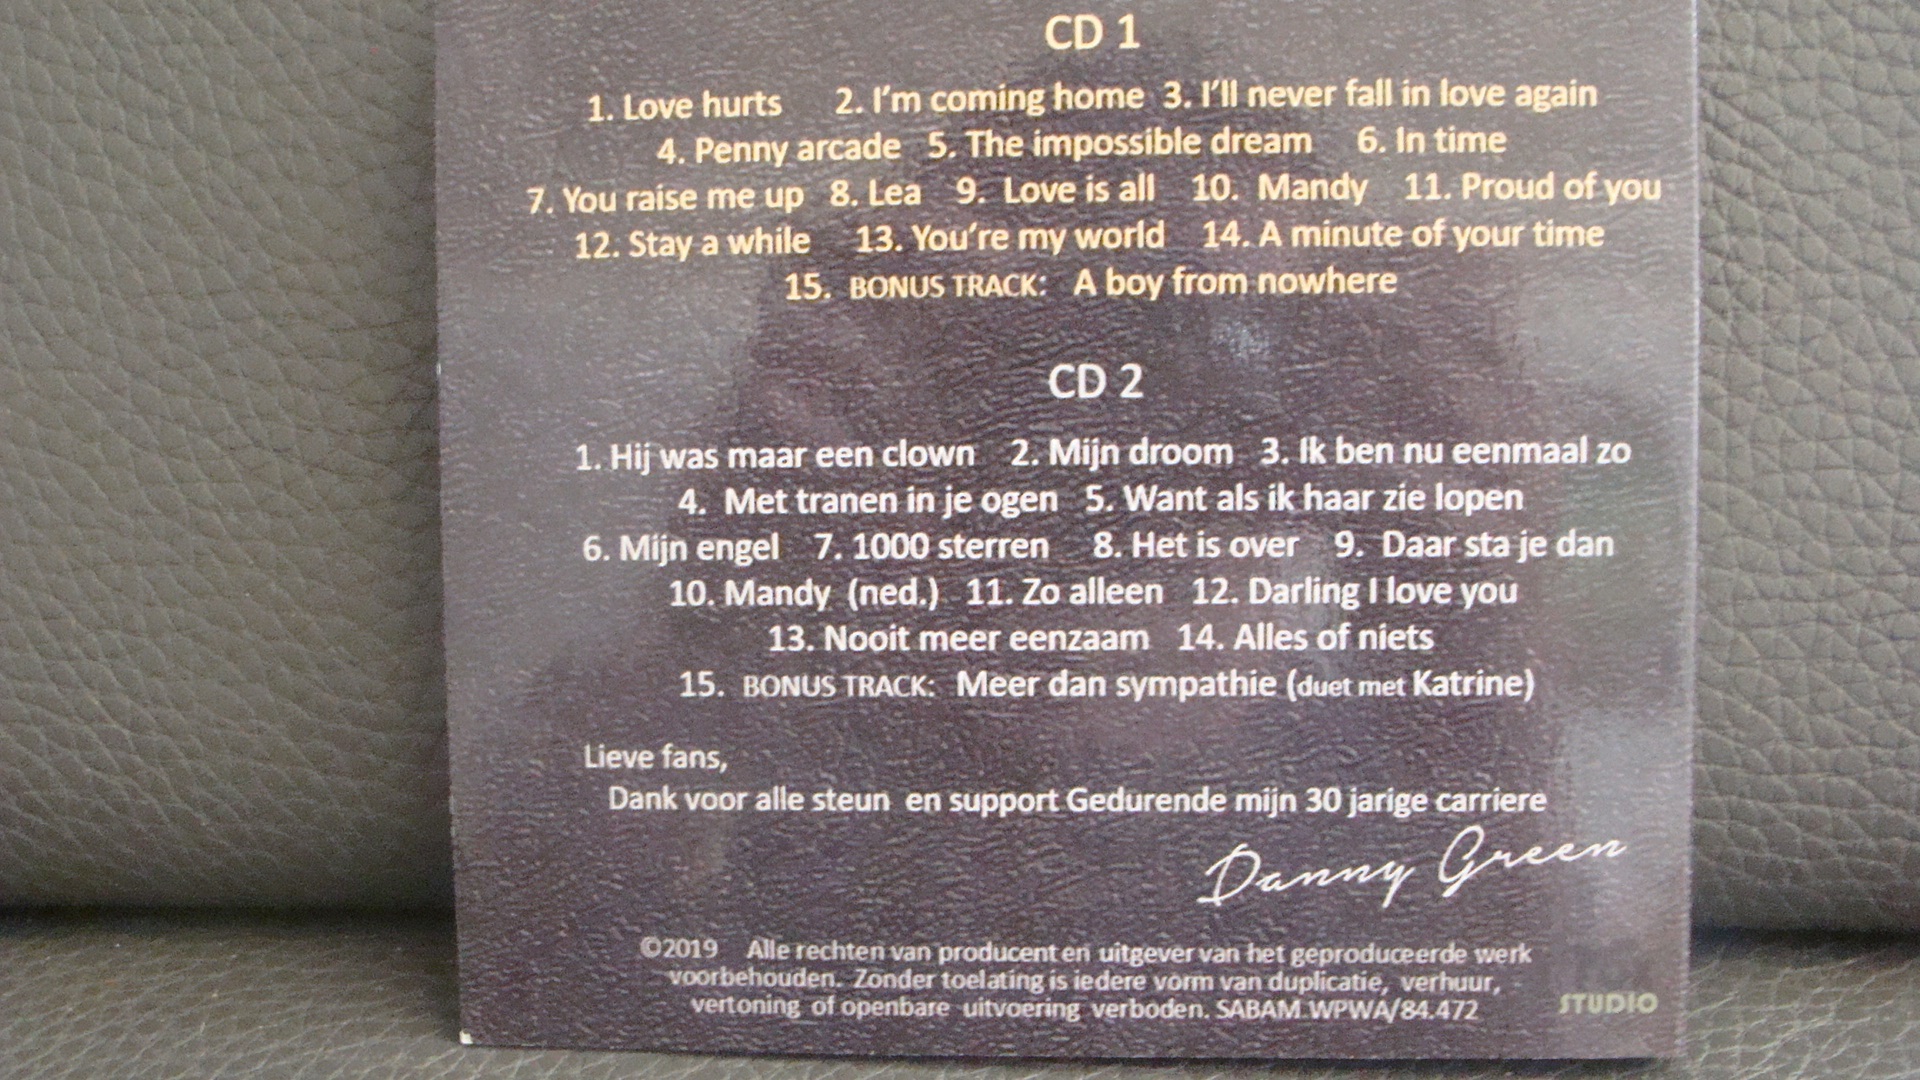 CD 1
1. Love hurts 2. I'm coming home 3. I'll never fall in love again
4. Penny arcade 5. The impossible dream 6. In time
7. You raise me up 8. Lea 9. Love is all 10. Mandy 11. Proud of you
12. Stay a while 13. You're my world 14. A minute of your time
15. BONUS TRACK: A boy from nowhere
CD 2
1. Hij was maar een clown 2. Mijn droom 3. Ik ben nu eenmaal zo
4. Met tranen in je ogen 5. Want als ik haar zie lopen
6. Mijn engel 7. 1000 sterren 8. Het is over 9. Daar sta je dan
10. Mandy (ned.) 11. Zo alleen 12. Darling I love you
13. Nooit meer eenzaam 14. Alles of niets
15. BONUS TRACK: Meer dan sympathie (duet met Katrine)
Lieve fans,
Dank voor alle steun en support Gedurende mijn 30 jarige carriere
Danny Green
©2019 Alle rechten van producent en uitgever van het geproduceerde werk
voorbehouden. Zonder toelating is iedere vorm van duplicatie, verhuur,
vertoning of openbare uitvoering verboden. SABAM WPWA/84.472
STUDIO